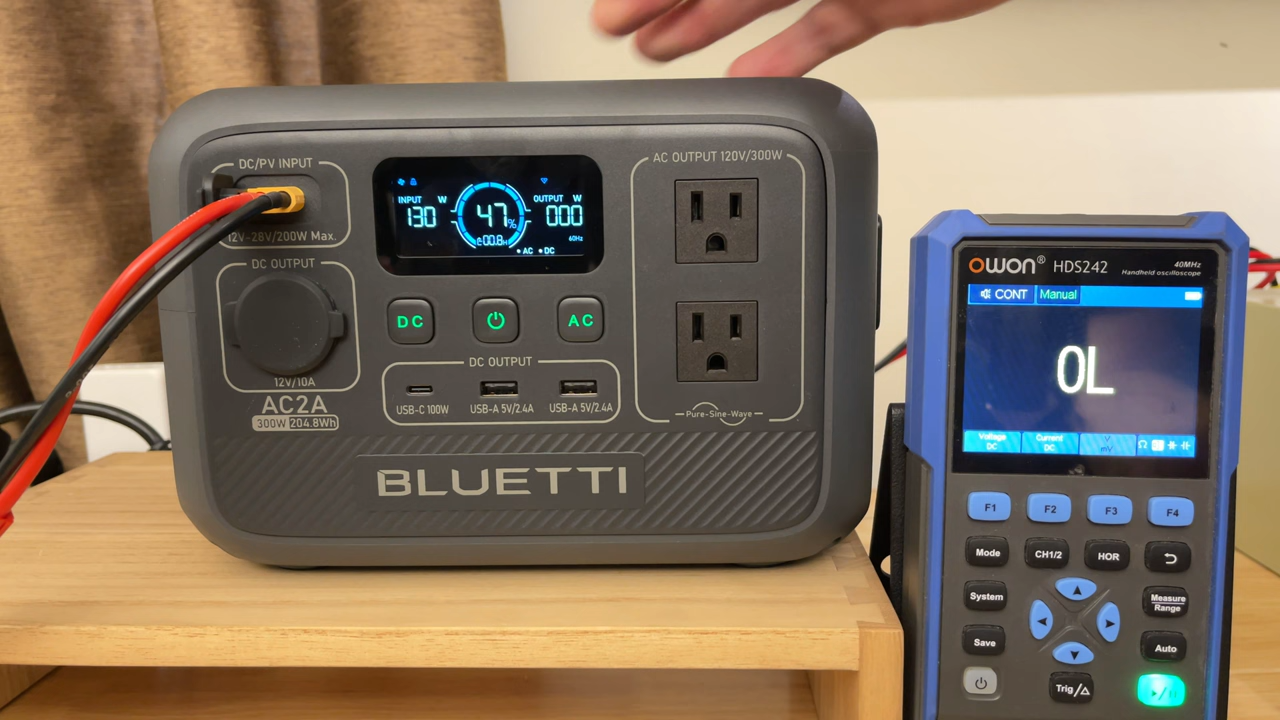 DC/PV INPUT
12V-28V/200W Max.
DC OUTPUT
12V/10A
AC2A
300W 204.8Wh
INPUT W
130
47%
00.8H
OUTPUT W
000
60Hz
AC DC
DC
AC
DC OUTPUT
USB-C 100W
USB-A 5V/2.4A
USB-A 5V/2.4A
AC OUTPUT 120V/300W
Pure-Sine-Wave
BLUETTI
OWON® HDS242
40MHz
Handheld oscilloscope
CONT Manual
OL
Voltage DC
Current DC
V mV
Ω
F1 F2 F3 F4
Mode CH1/2 HOR
System
Measure
Range
Save
Auto
Trig/△